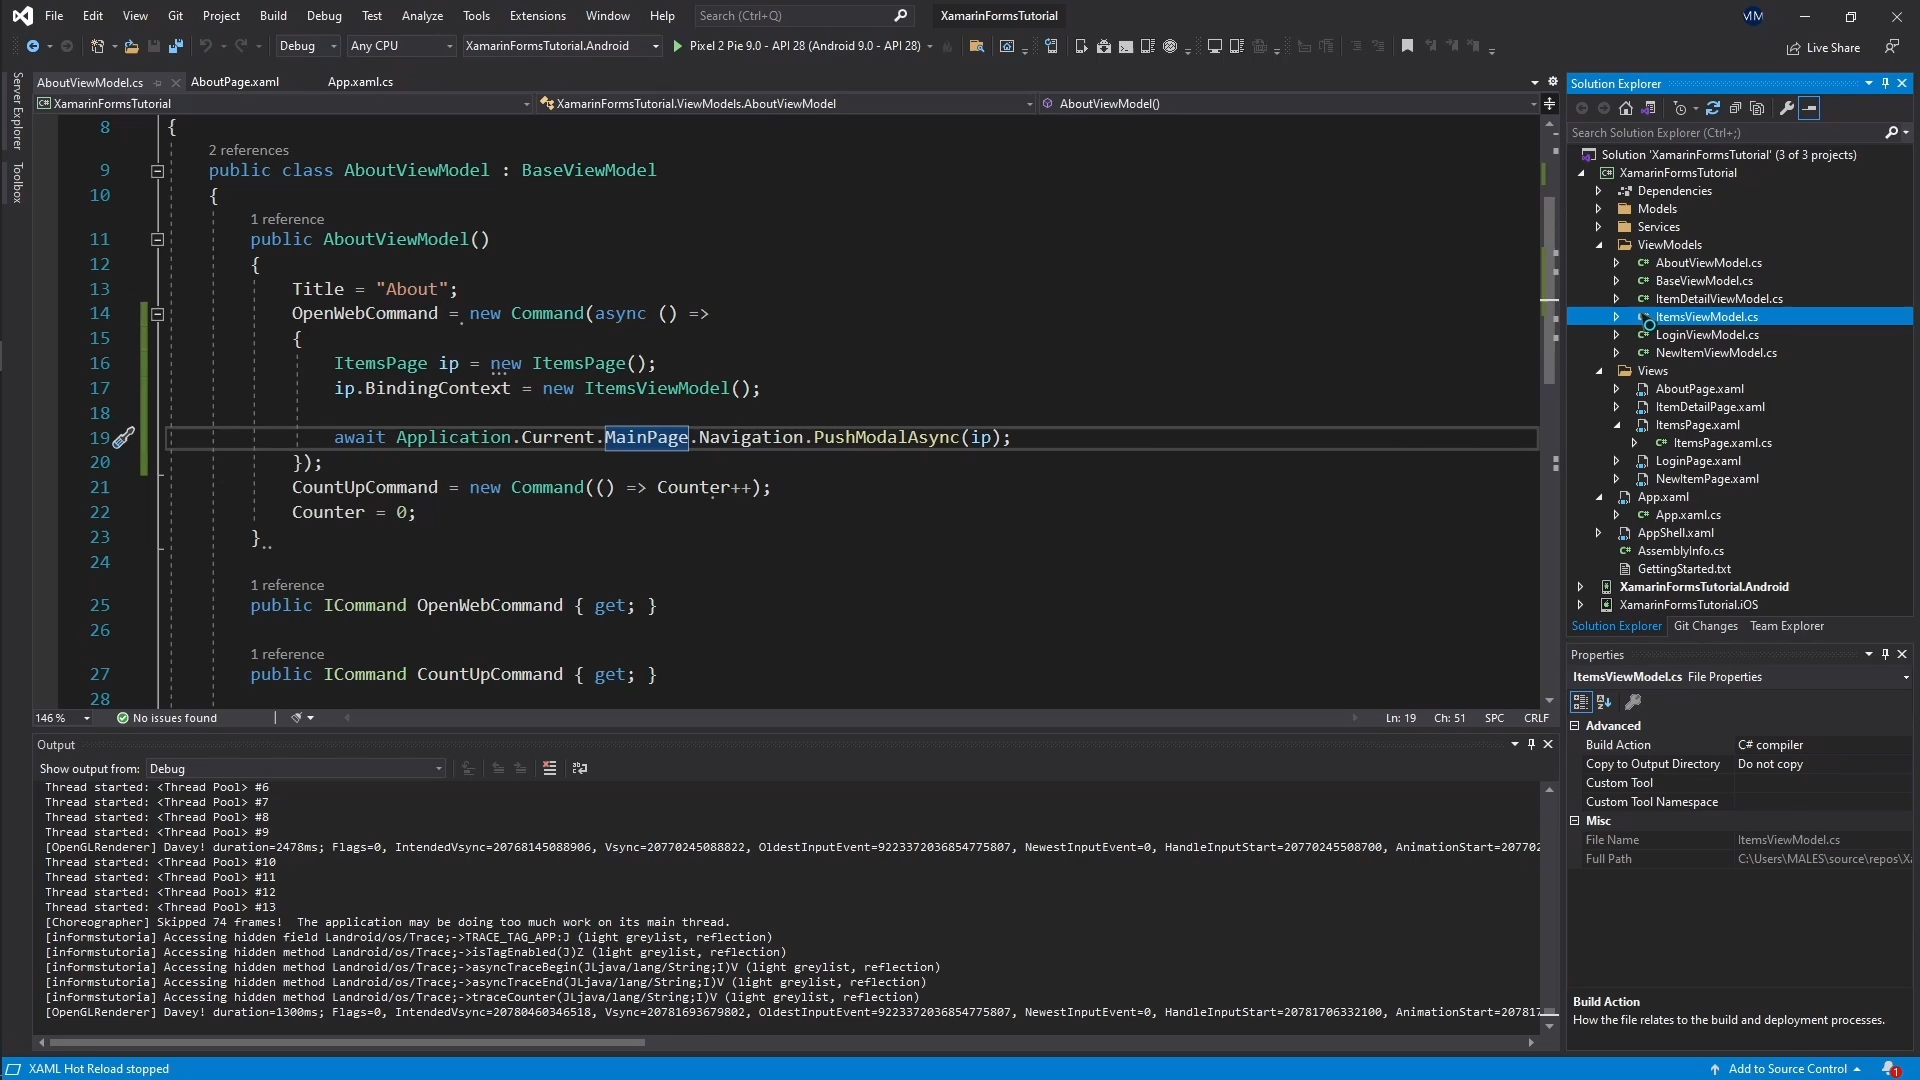 File Edit View Git Project Build Debug Test Analyze Tools Extensions Window Help Search (Ctrl+Q) XamarinFormsTutorial
Debug Any CPU XamarinFormsTutorial.Android Pixel 2 Pie 9.0 - API 28 (Android 9.0 - API 28) Live Share
Server Explorer
Toolbox
AboutViewModel.cs AboutPage.xaml App.xaml.cs
XamarinFormsTutorial XamarinFormsTutorial.ViewModels.AboutViewModel AboutViewModel()
8 {
2 references
9 public class AboutViewModel : BaseViewModel
10 {
1 reference
11 public AboutViewModel()
12 {
13 Title = "About";
14 OpenWebCommand = new Command(async () =>
15 {
16 ItemsPage ip = new ItemsPage();
17 ip.BindingContext = new ItemsViewModel();
18
19 await Application.Current.MainPage.Navigation.PushModalAsync(ip);
20 });
21 CountUpCommand = new Command(() => Counter++);
22 Counter = 0;
23 }
24
1 reference
25 public ICommand OpenWebCommand { get; }
26
1 reference
27 public ICommand CountUpCommand { get; }
28
146 % No issues found Ln: 19 Ch: 51 SPC CRLF
Output
Show output from: Debug
Thread started: <Thread Pool> #6
Thread started: <Thread Pool> #7
Thread started: <Thread Pool> #8
Thread started: <Thread Pool> #9
[OpenGLRenderer] Davey! duration=2478ms; Flags=0, IntendedVsync=20768145088906, Vsync=20770245088822, OldestInputEvent=9223372036854775807, NewestInputEvent=0, HandleInputStart=20770245508700, AnimationStart=207702
Thread started: <Thread Pool> #10
Thread started: <Thread Pool> #11
Thread started: <Thread Pool> #12
Thread started: <Thread Pool> #13
[Choreographer] Skipped 74 frames! The application may be doing too much work on its main thread.
[informstutoria] Accessing hidden field Landroid/os/Trace;->TRACE_TAG_APP:J (light greylist, reflection)
[informstutoria] Accessing hidden method Landroid/os/Trace;->isTagEnabled(J)Z (light greylist, reflection)
[informstutoria] Accessing hidden method Landroid/os/Trace;->asyncTraceBegin(JLjava/lang/String;I)V (light greylist, reflection)
[informstutoria] Accessing hidden method Landroid/os/Trace;->asyncTraceEnd(JLjava/lang/String;I)V (light greylist, reflection)
[informstutoria] Accessing hidden method Landroid/os/Trace;->traceCounter(JLjava/lang/String;I)V (light greylist, reflection)
[OpenGLRenderer] Davey! duration=1300ms; Flags=0, IntendedVsync=20780460346518, Vsync=20781693679802, OldestInputEvent=9223372036854775807, NewestInputEvent=0, HandleInputStart=20781706332100, AnimationStart=207817
Solution Explorer
Search Solution Explorer (Ctrl+;)
Solution 'XamarinFormsTutorial' (3 of 3 projects)
XamarinFormsTutorial
Dependencies
Models
Services
ViewModels
AboutViewModel.cs
BaseViewModel.cs
ItemDetailViewModel.cs
ItemsViewModel.cs
LoginViewModel.cs
NewItemViewModel.cs
Views
AboutPage.xaml
ItemDetailPage.xaml
ItemsPage.xaml
ItemsPage.xaml.cs
LoginPage.xaml
NewItemPage.xaml
App.xaml
App.xaml.cs
AppShell.xaml
AssemblyInfo.cs
GettingStarted.txt
XamarinFormsTutorial.Android
XamarinFormsTutorial.iOS
Solution Explorer Git Changes Team Explorer
Properties
ItemsViewModel.cs File Properties
Advanced
Build Action C# compiler
Copy to Output Directory Do not copy
Custom Tool
Custom Tool Namespace
Misc
File Name ItemsViewModel.cs
Full Path C:\Users\MALES\source\repos\Xa
Build Action
How the file relates to the build and deployment processes.
XAML Hot Reload stopped Add to Source Control 1